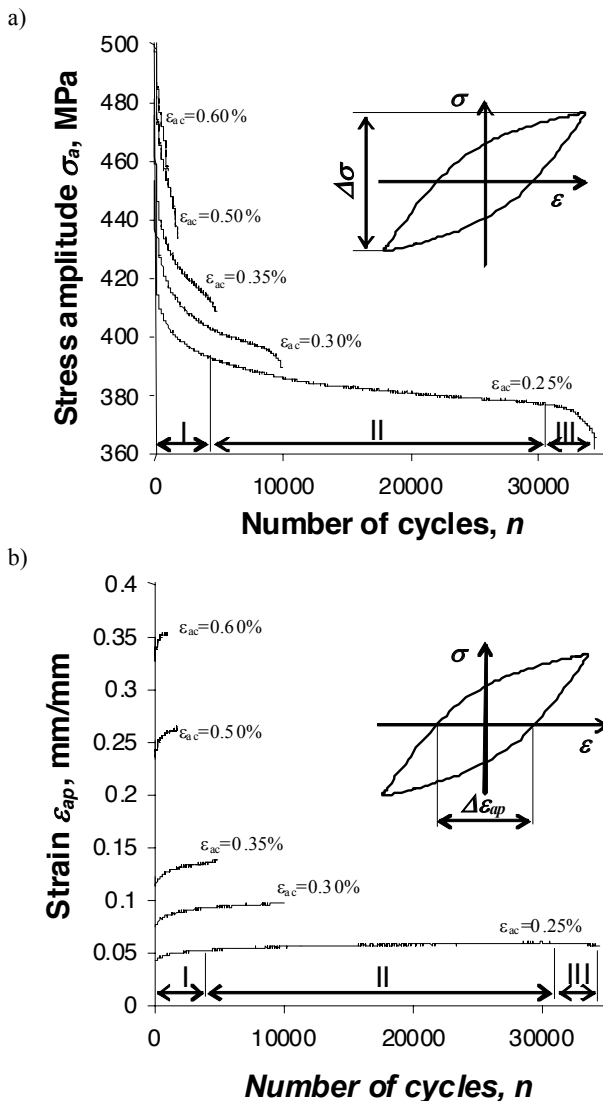 a)
Stress amplitude σa, MPa
500
480
460
440
420
400
380
360
εac=0.60%
εac=0.50%
εac=0.35%
εac=0.30%
εac=0.25%
σ
Δσ
ε
I
II
III
0
10000
20000
30000
Number of cycles, n
b)
Strain εap, mm/mm
0.4
0.35
0.3
0.25
0.2
0.15
0.1
0.05
0
εac=0.60%
εac=0.50%
εac=0.35%
εac=0.30%
εac=0.25%
σ
ε
Δεap
I
II
III
0
10000
20000
30000
Number of cycles, n